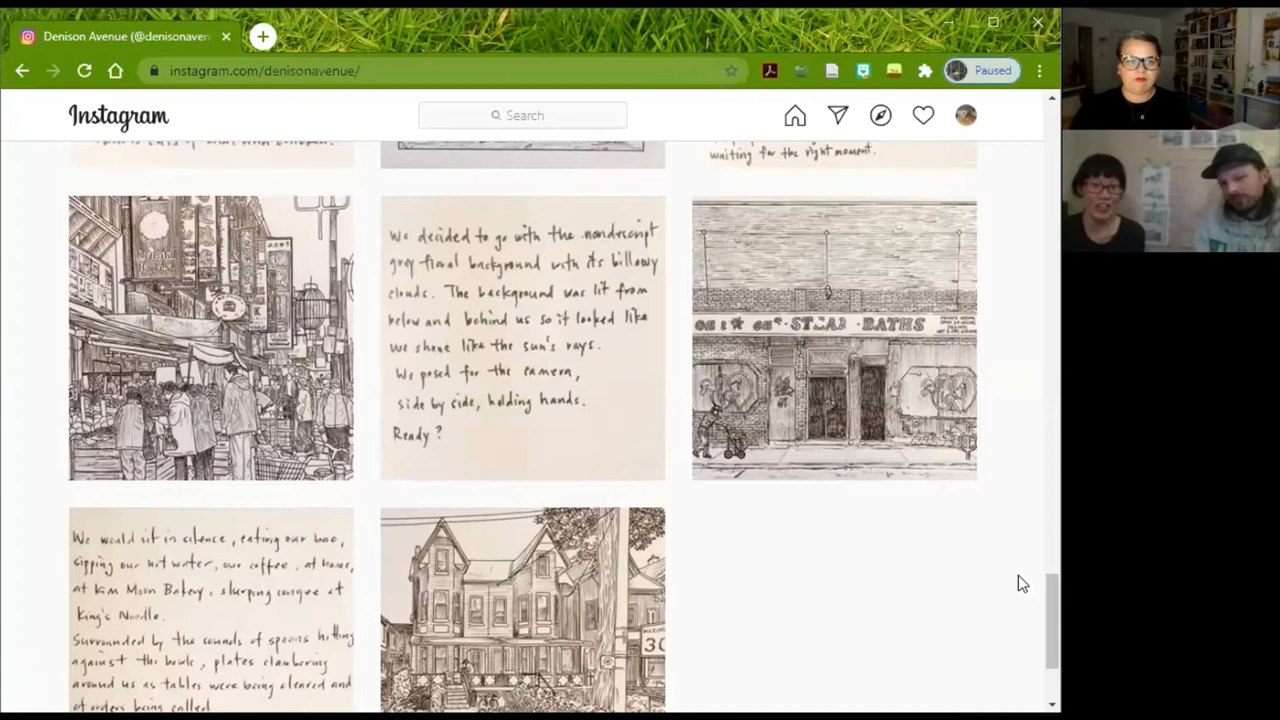 Denison Avenue (@denisonaven
instagram.com/denisonavenue/
Paused
Instagram
Search
waiting for the right moment.
We decided to go with the nondescript
grey floral background with its billowy
clouds. The background was lit from
below and behind us so it looked like
we shone like the sun's rays.
We posed for the camera,
side by side, holding hands.
Ready?
STEAM BATHS
We would sit in silence, eating our bao,
sipping our hot water, our coffee, at home,
at Kim Moon Bakery, slurping congee at
King's Noodle.
Surrounded by the sounds of spoons hitting
against the bowls, plates clambering
around us as tables were being cleared and
of orders being called
MAXIMUM
30